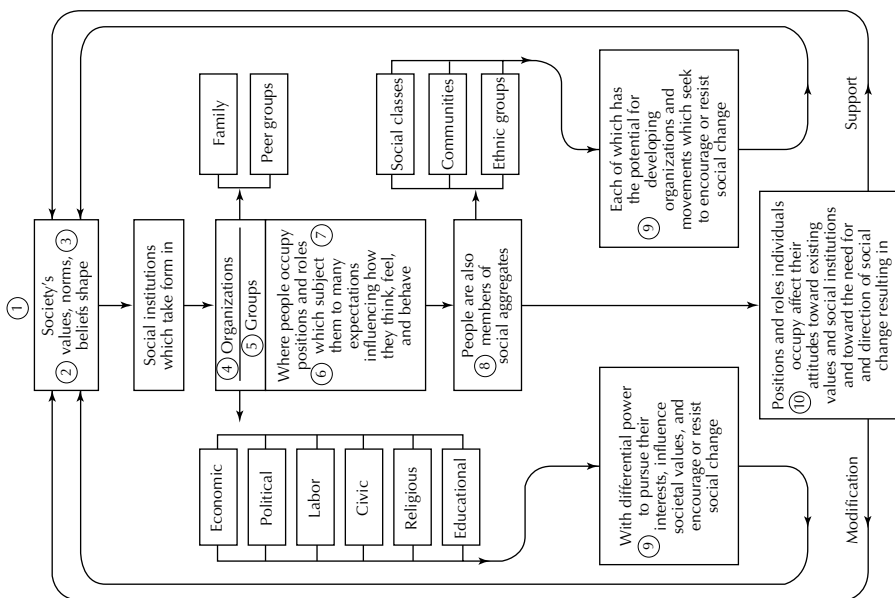 ①
Society's
② values, norms, ③
beliefs shape
Social institutions
which take form in
④ Organizations
⑤ Groups
Family
Peer groups
Economic
Political
Labor
Civic
Religious
Educational
Where people occupy
positions and roles ⑦
⑥ which subject
them to many
expectations
influencing how
they think, feel,
and behave
People are also
members of
⑧ social aggregates
Social classes
Communities
Ethnic groups
With differential power
to pursue their
interests, influence
⑨ societal values, and
encourage or resist
social change
Each of which has
the potential for
developing
⑨ organizations and
movements which seek
to encourage or resist
social change
Positions and roles individuals
occupy affect their
⑩ attitudes toward existing
values and social institutions
and toward the need for
and direction of social
change resulting in
Modification
Support